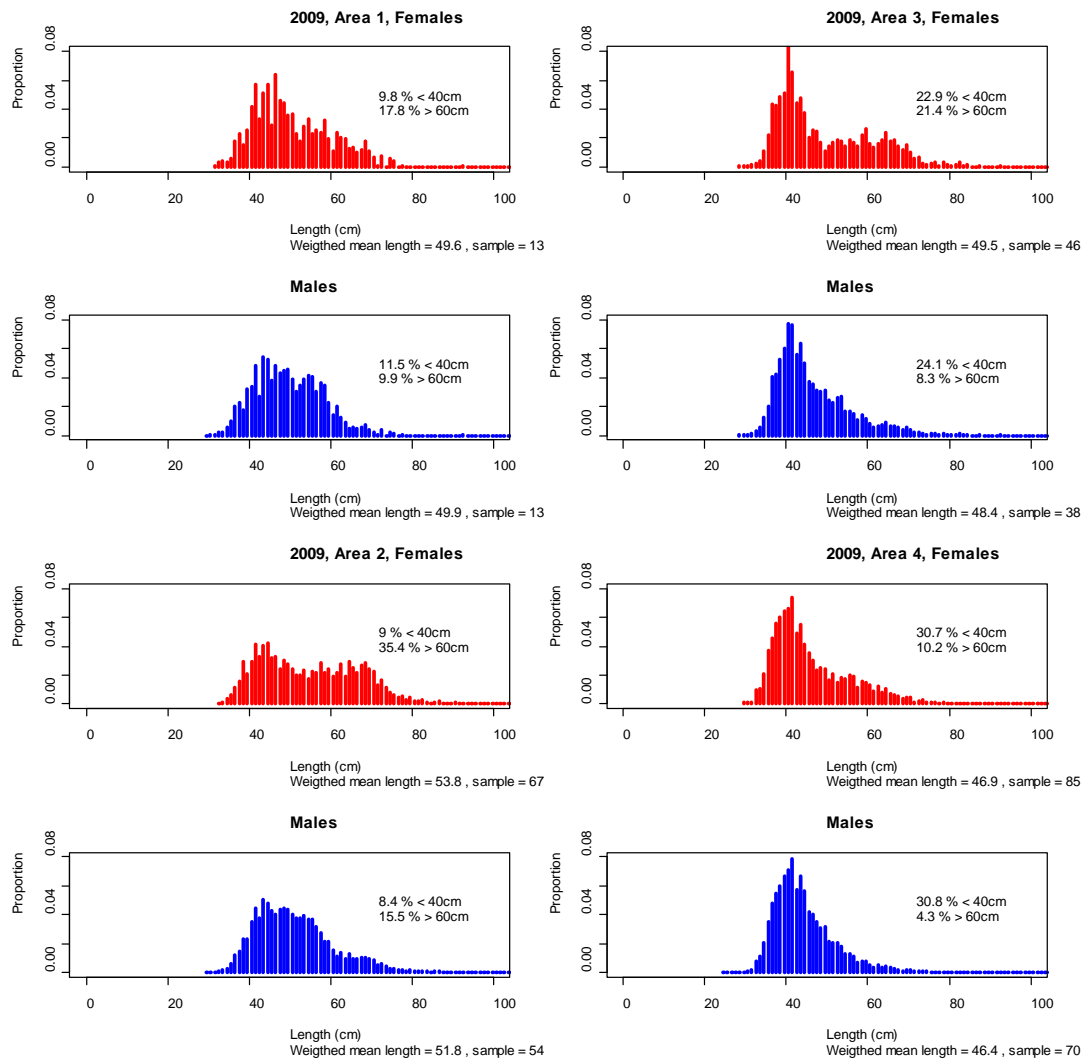 2009, Area 1, Females
Proportion
0.00 0.04 0.08
9.8 % < 40cm
17.8 % > 60cm
0 20 40 60 80 100
Length (cm)
Weigthed mean length = 49.6 , sample = 13
Males
Proportion
0.00 0.04 0.08
11.5 % < 40cm
9.9 % > 60cm
0 20 40 60 80 100
Length (cm)
Weigthed mean length = 49.9 , sample = 13
2009, Area 2, Females
Proportion
0.00 0.04 0.08
9 % < 40cm
35.4 % > 60cm
0 20 40 60 80 100
Length (cm)
Weigthed mean length = 53.8 , sample = 67
Males
Proportion
0.00 0.04 0.08
8.4 % < 40cm
15.5 % > 60cm
0 20 40 60 80 100
Length (cm)
Weigthed mean length = 51.8 , sample = 54
2009, Area 3, Females
Proportion
0.00 0.04 0.08
22.9 % < 40cm
21.4 % > 60cm
0 20 40 60 80 100
Length (cm)
Weigthed mean length = 49.5 , sample = 46
Males
Proportion
0.00 0.04 0.08
24.1 % < 40cm
8.3 % > 60cm
0 20 40 60 80 100
Length (cm)
Weigthed mean length = 48.4 , sample = 38
2009, Area 4, Females
Proportion
0.00 0.04 0.08
30.7 % < 40cm
10.2 % > 60cm
0 20 40 60 80 100
Length (cm)
Weigthed mean length = 46.9 , sample = 85
Males
Proportion
0.00 0.04 0.08
30.8 % < 40cm
4.3 % > 60cm
0 20 40 60 80 100
Length (cm)
Weigthed mean length = 46.4 , sample = 70